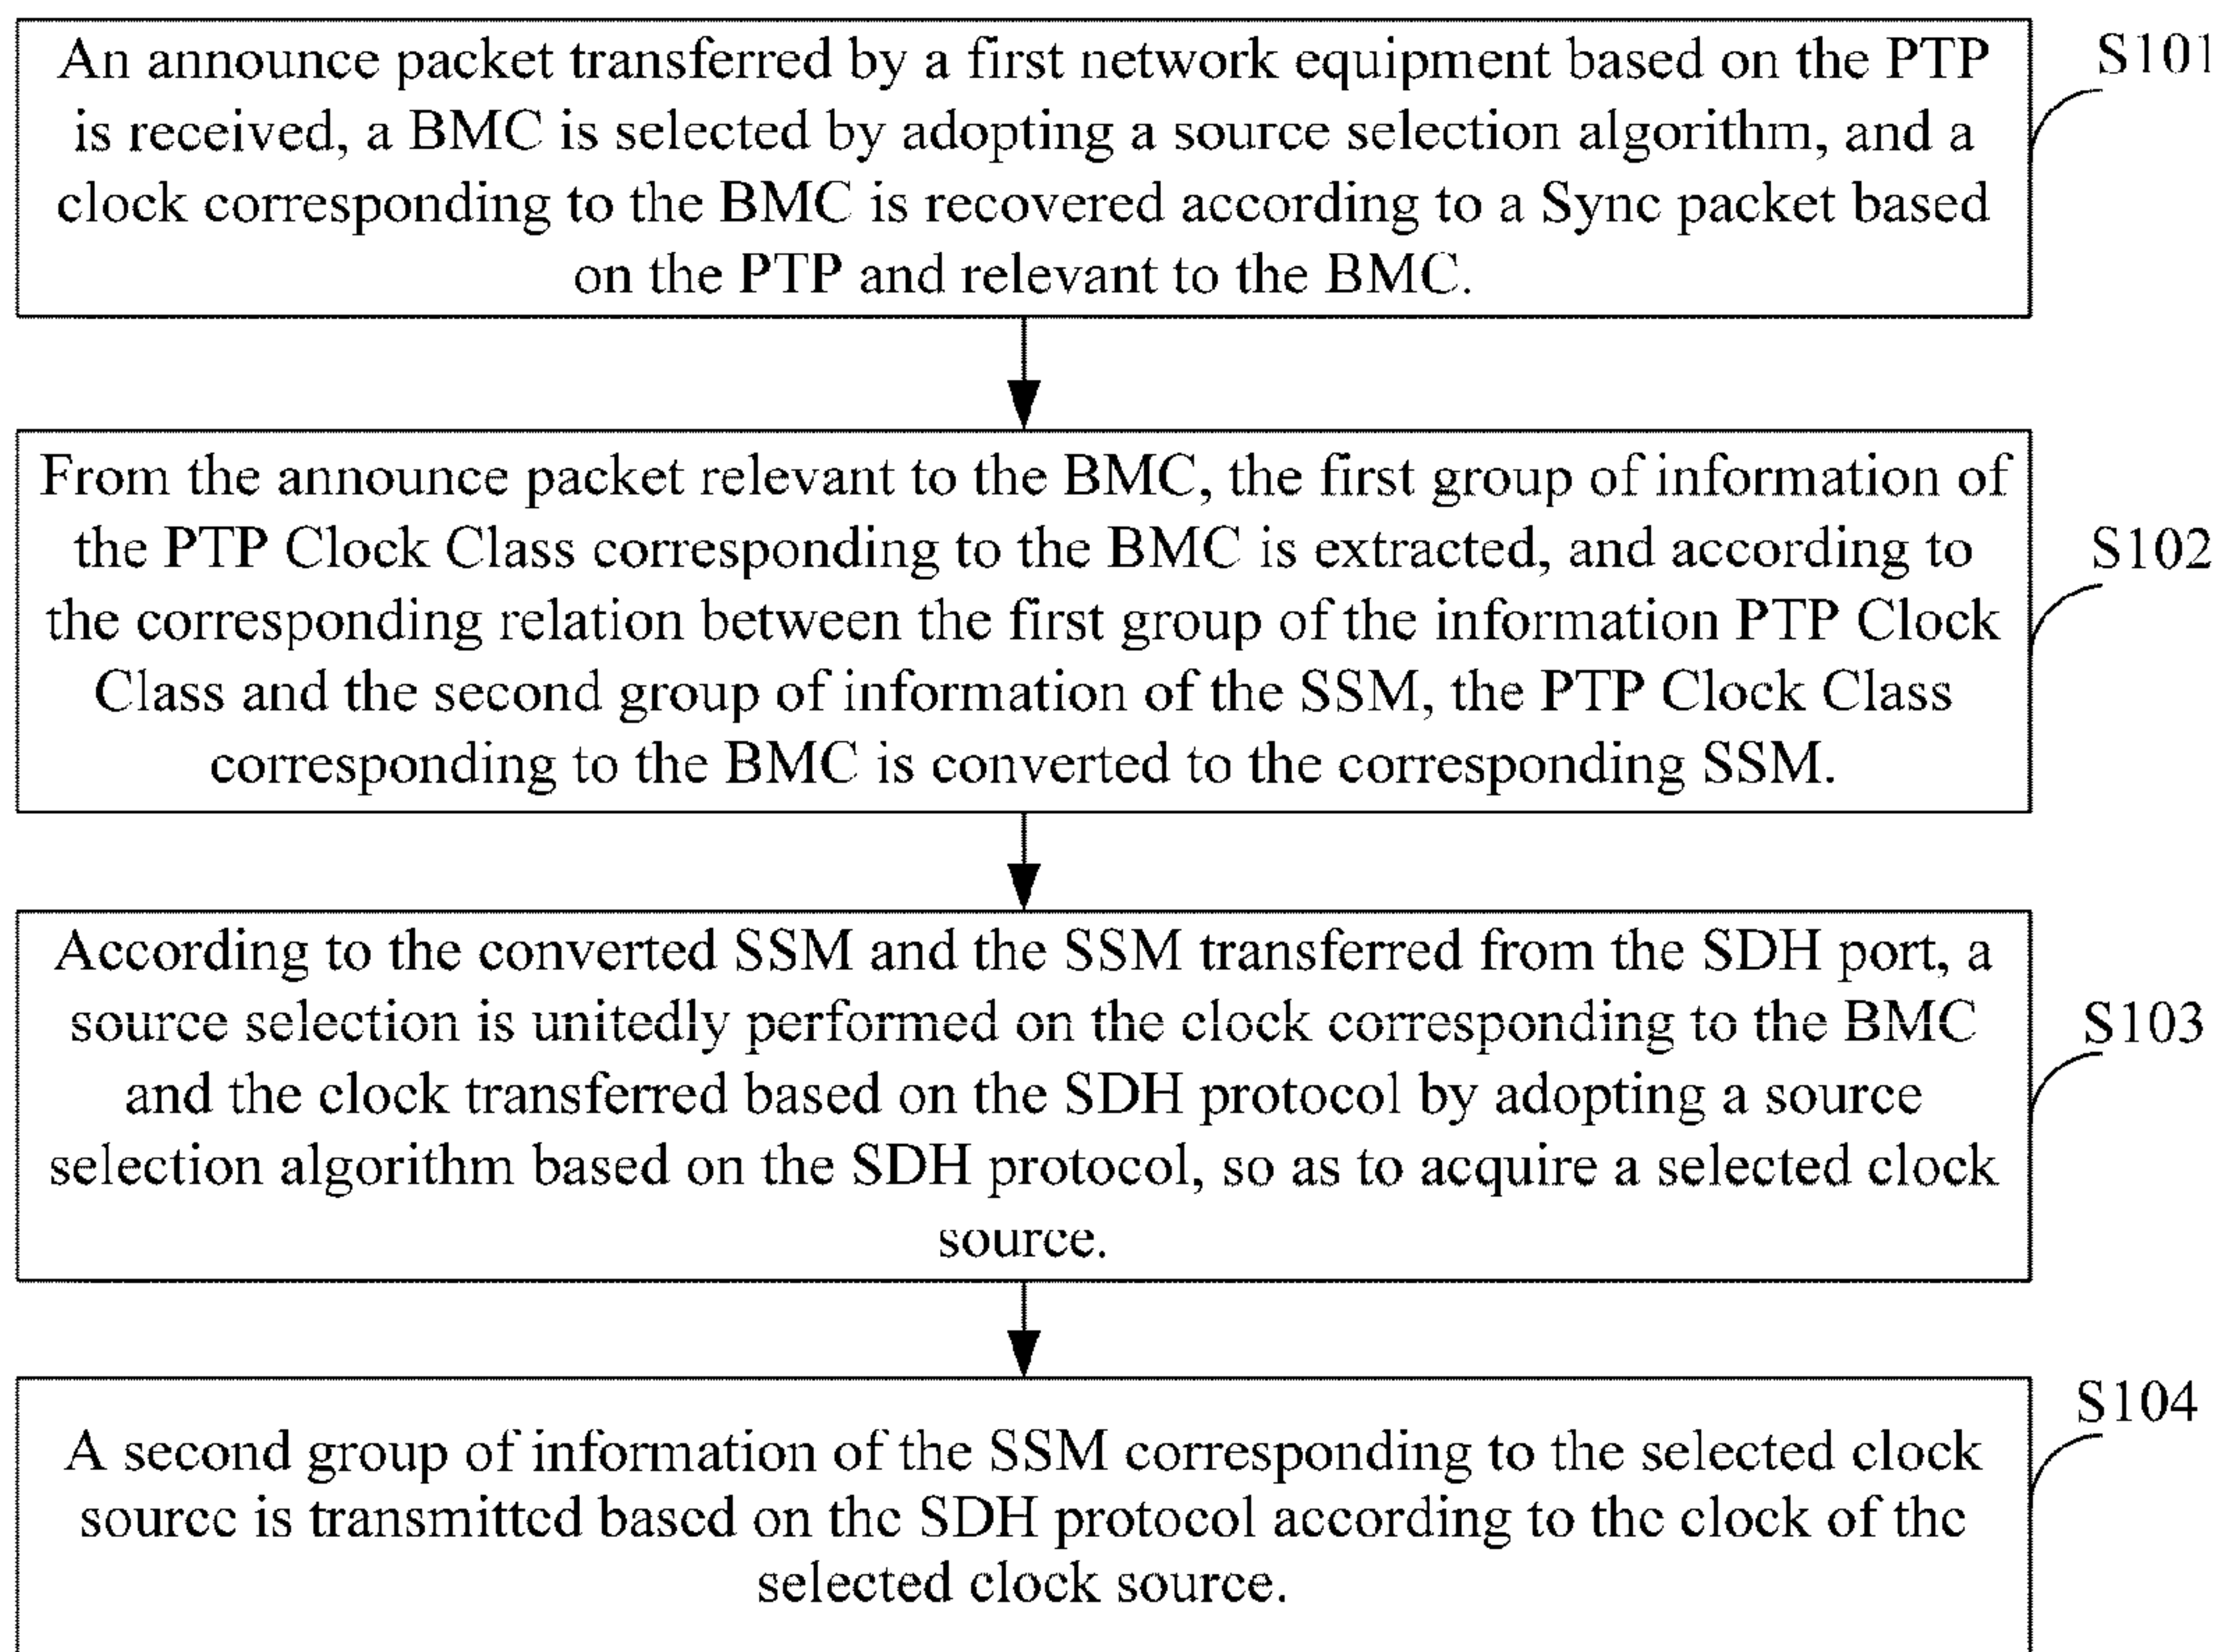 An announce packet transferred by a first network equipment based on the PTP
is received, a BMC is selected by adopting a source selection algorithm, and a
clock corresponding to the BMC is recovered according to a Sync packet based
on the PTP and relevant to the BMC.
S101
From the announce packet relevant to the BMC, the first group of information of
the PTP Clock Class corresponding to the BMC is extracted, and according to
the corresponding relation between the first group of the information PTP Clock
Class and the second group of information of the SSM, the PTP Clock Class
corresponding to the BMC is converted to the corresponding SSM.
S102
According to the converted SSM and the SSM transferred from the SDH port, a
source selection is unitedly performed on the clock corresponding to the BMC
and the clock transferred based on the SDH protocol by adopting a source
selection algorithm based on the SDH protocol, so as to acquire a selected clock
source.
S103
A second group of information of the SSM corresponding to the selected clock
source is transmitted based on the SDH protocol according to the clock of the
selected clock source.
S104